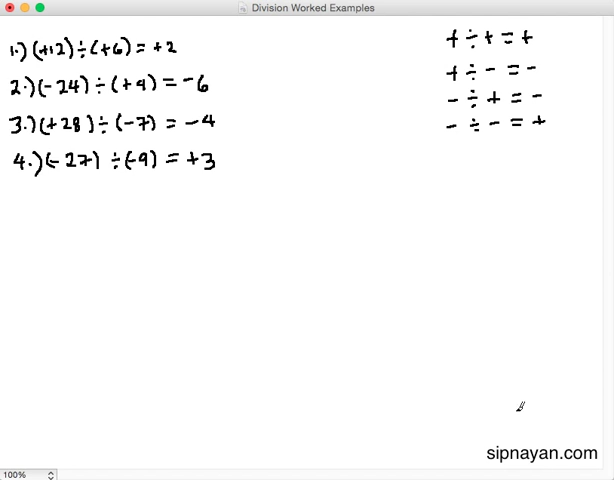 Division Worked Examples
1.) (+12) ÷ (+6) = +2
2.) (-24) ÷ (+4) = -6
3.) (+28) ÷ (-7) = -4
4.) (-27) ÷ (-9) = +3
+ ÷ + = +
+ ÷ - = -
- ÷ + = -
- ÷ - = +
sipnayan.com
100%